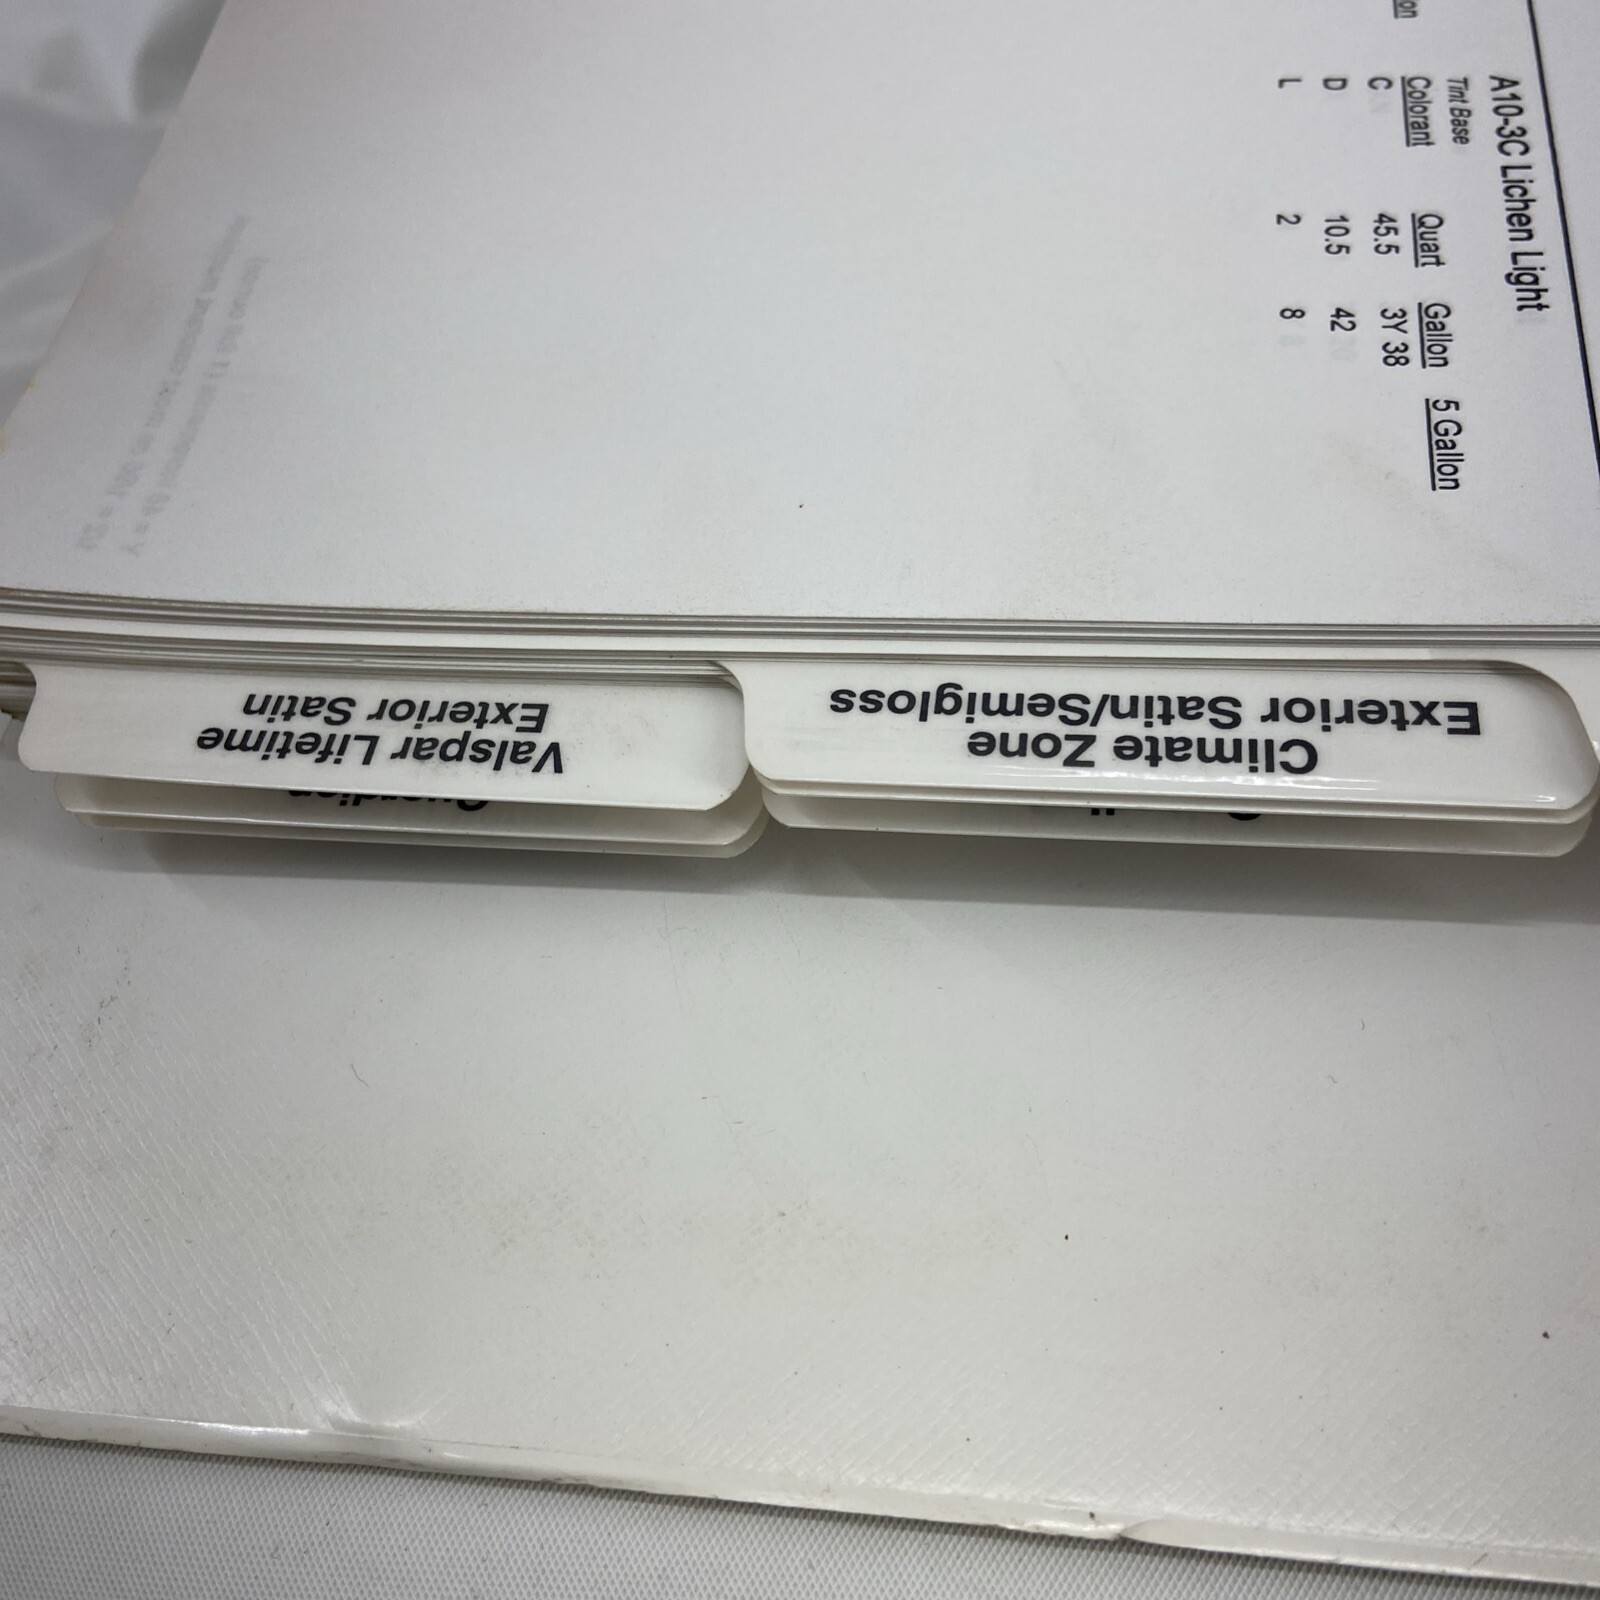 A10-3C Lichen Light
Tint Base
Colorant Quart Gallon 5 Gallon
C 45.5 3Y 38
D 10.5 42
L 2 8
Climate Zone
Exterior Satin/Semigloss
Valspar Lifetime
Exterior Satin
Guardian